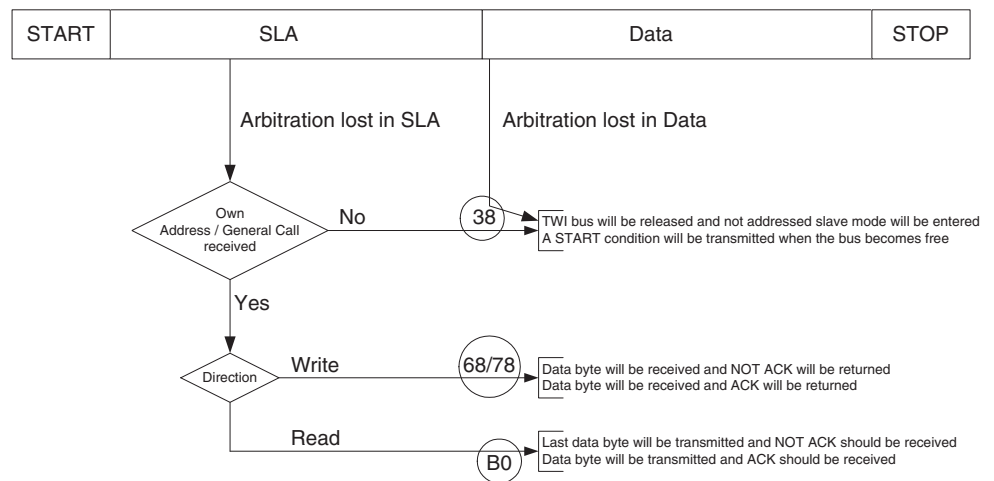 START SLA Data STOP
Arbitration lost in SLA Arbitration lost in Data
Own
Address / General Call
received
No
38
TWI bus will be released and not addressed slave mode will be entered
A START condition will be transmitted when the bus becomes free
Yes
Direction
Write
68/78
Data byte will be received and NOT ACK will be returned
Data byte will be received and ACK will be returned
Read
B0
Last data byte will be transmitted and NOT ACK should be received
Data byte will be transmitted and ACK should be received